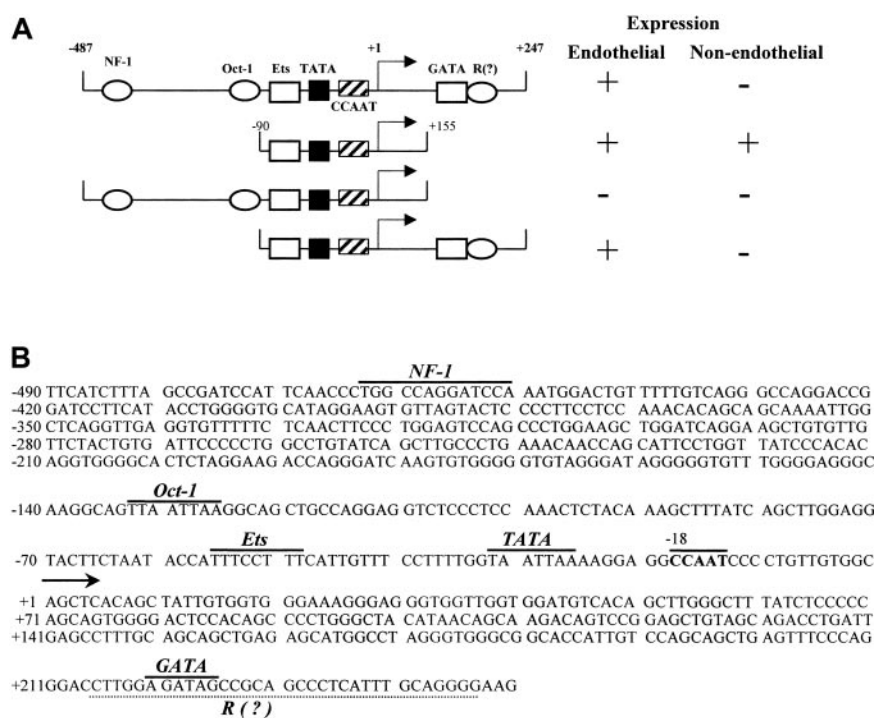 A
Expression
Endothelial Non-endothelial
-487 +1 +247
NF-1 Oct-1 Ets TATA CCAAT GATA R(?)
+ -
-90 +155
+ +
- -
+ -
B
NF-1
-490 TTCATCTTTA GCCGATCCATT TCAACCCTGG CCAGGATCCA AATGGACTGT TTTTGTCAGG GCCAGGACCG
-420 GATCCTTCAT ACCTGGGGTG CATAGGAAGT GTTAGTACTC CCCTTCCTCC AAACACAGCA GCAAAATTGG
-350 CTCAGGTTGA GGTGTTTTTC TCAACTTCCC TGGAGTCCAG CCCTGGAAGC TGGATCAGGA AGCTGTGTTG
-280 TTCTACTGTG ATTCCCCCTG GCCTGTATCA GCTTGCCCTG AAACAACCAG CATTCCTGGT TATCCCACAC
-210 AGGTGGGGCA CTCTAGGAAG ACCAGGGATC AAGTGTGGGG GTGTAGGGAT AGGGGGTGTT TGGGGAGGGC
Oct-1
-140 AAGGCAGTTA ATTAAGGCAG CTGCCAGGAG GTCTCCCTCC AAACTCTACA AAGCTTTATC AGCTTGGAGG
Ets TATA -18
-70 TACTTCTAAT ACCATTTCCT TTCATTGTTT CCTTTTGGTA ATTAAAAGGA GGCCAATCCC CTGTTGTGGC
+1 AGCTCACAGC TATTGTGGTG GGAAAGGGAG GGTGGTTGGT GGATGTCACA GCTTGGGCTT TATCTCCCCC
+71 AGCAGTGGGG ACTCCACAGC CCCTGGGCTA CATAACAGCA AGACAGTCCG GAGCTGTAGC AGACCTGATT
+141 GAGCCTTTGC AGCAGCTGAG AGCATGGCCT AGGGTGGGCG GCACCATTGT CCAGCAGCTG AGTTTCCCAG
GATA
+211 GGACCTTGGA GATAGCCGCA GCCCTCATTT GCAGGGGAAG
R (?)